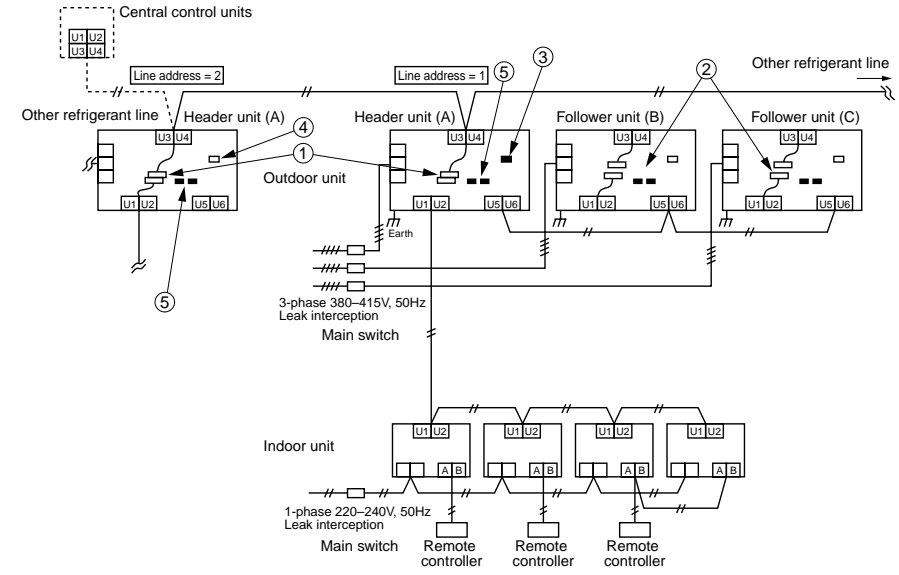 Central control units
U1 U2
U3 U4
Line address = 2
Line address = 1
5
3
2
Other refrigerant line
Other refrigerant line
Header unit (A)
Header unit (A)
Follower unit (B)
Follower unit (C)
U3 U4
U3 U4
U3 U4
U3 U4
4
1
Outdoor unit
U1 U2
U5 U6
U1 U2
U5 U6
U1 U2
U5 U6
U1 U2
U5 U6
Earth
5
3-phase 380–415V, 50Hz
Leak interception
Main switch
U1 U2
U1 U2
U1 U2
U1 U2
Indoor unit
A B
A B
A B
A B
1-phase 220–240V, 50Hz
Leak interception
Main switch
Remote
controller
Remote
controller
Remote
controller